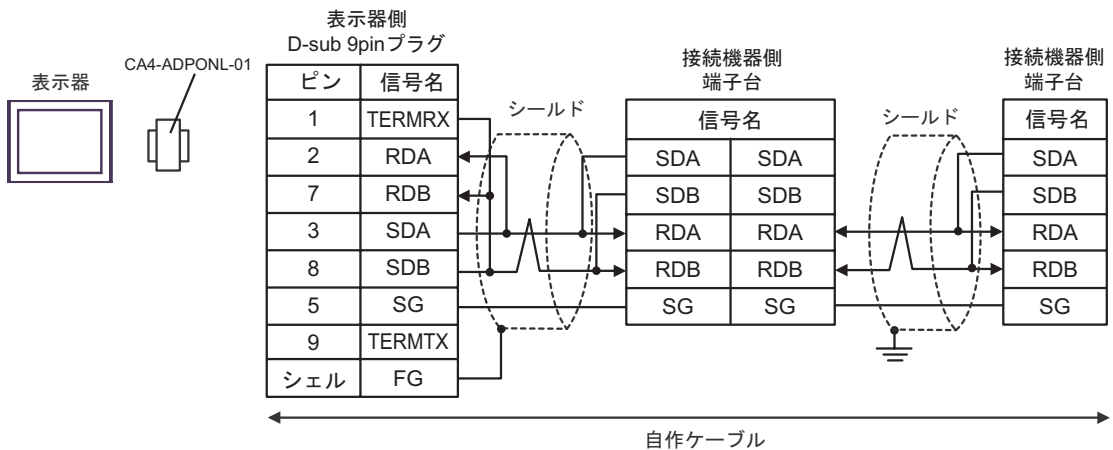 表示器
CA4-ADPONL-01
表示器側
D-sub 9pinプラグ
ピン 信号名
1 TERMRX
2 RDA
7 RDB
3 SDA
8 SDB
5 SG
9 TERMTX
シェル FG
シールド
接続機器側
端子台
信号名
SDA SDA
SDB SDB
RDA RDA
RDB RDB
SG SG
シールド
接続機器側
端子台
信号名
SDA
SDB
RDA
RDB
SG
自作ケーブル